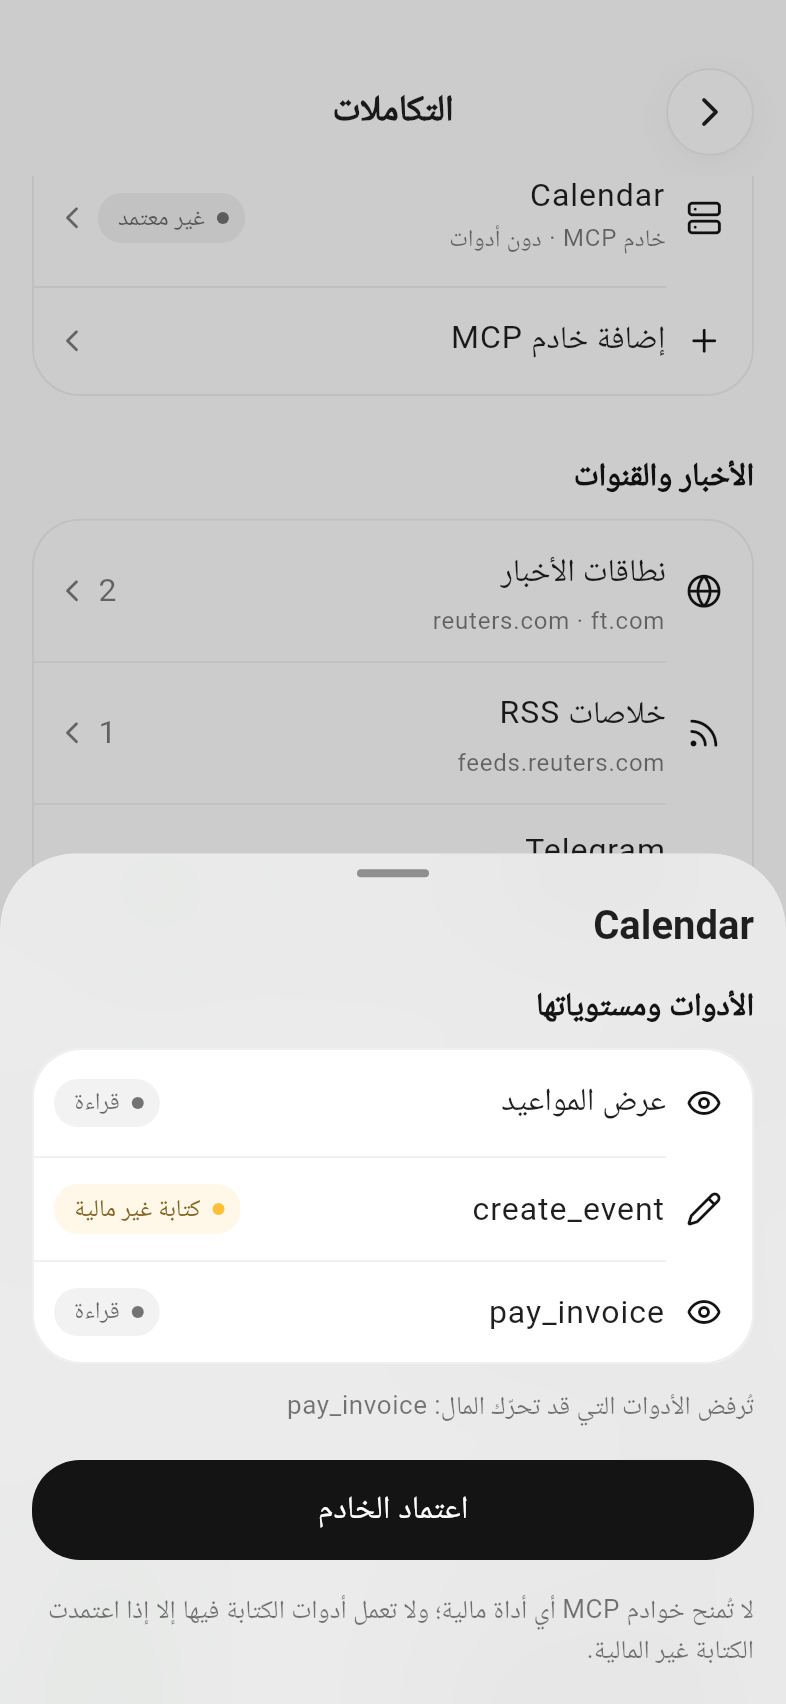 التكاملات
Calendar
غير معتمد
خادم MCP · دون أدوات
إضافة خادم MCP
الأخبار والقنوات
نطاقات الأخبار
2
reuters.com · ft.com
خلاصات RSS
1
feeds.reuters.com
Telegram
Calendar
الأدوات ومستوياتها
عرض المواعيد
قراءة
create_event
كتابة غير مالية
pay_invoice
قراءة
تُرفض الأدوات التي قد تحرّك المال: pay_invoice
اعتماد الخادم
لا تُمنح خوادم MCP أي أداة مالية؛ ولا تعمل أدوات الكتابة فيها إلا إذا اعتمدت
الكتابة غير المالية.